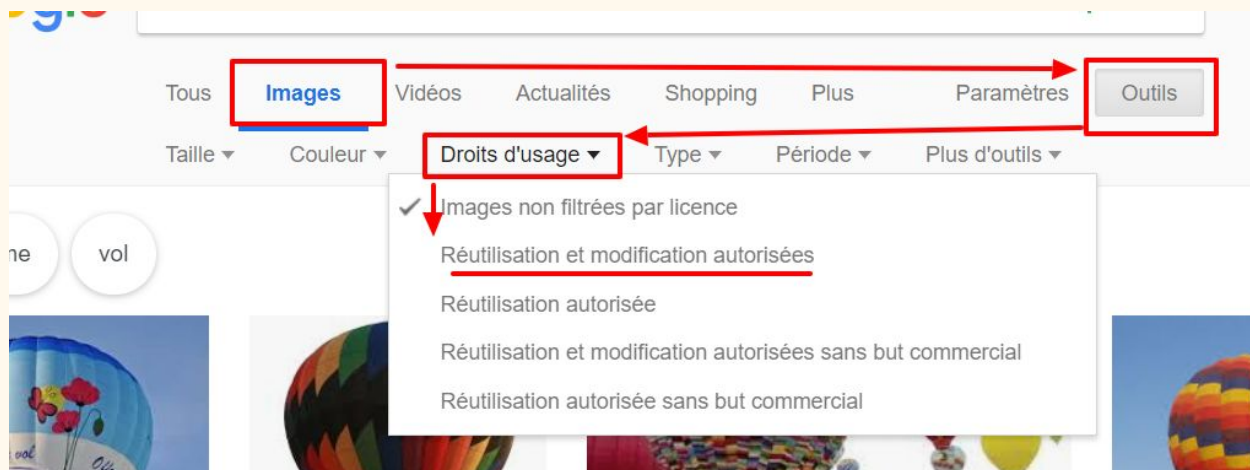 Tous Images Vidéos Actualités Shopping Plus Paramètres Outils
Taille Couleur Droits d'usage Type Période Plus d'outils
Images non filtrées par licence
Réutilisation et modification autorisées
vol
Réutilisation autorisée
Réutilisation et modification autorisées sans but commercial
Réutilisation autorisée sans but commercial
vol